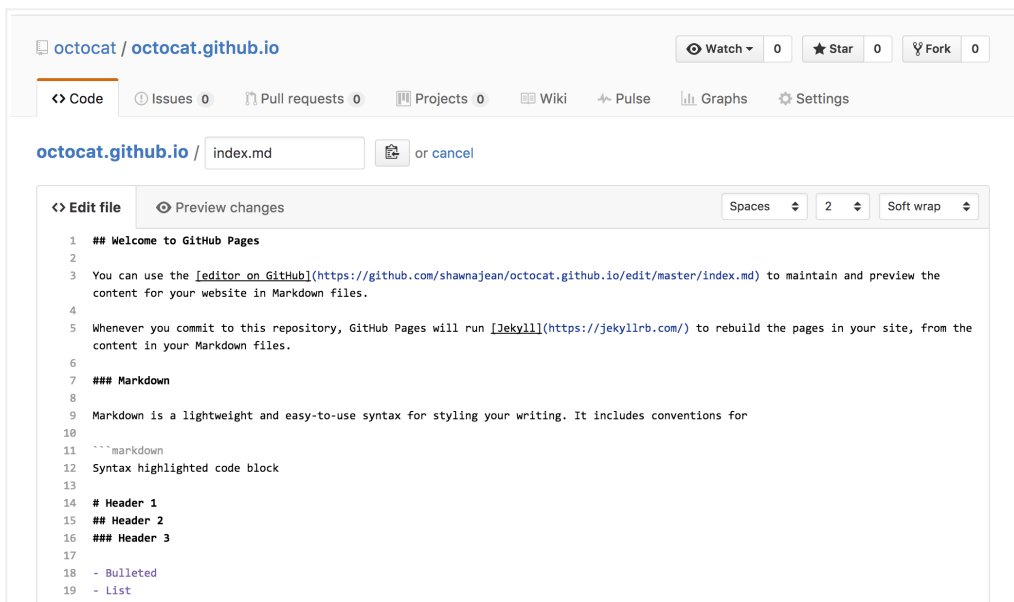 octocat / octocat.github.io
Watch 0 Star 0 Fork 0
<> Code Issues 0 Pull requests 0 Projects 0 Wiki Pulse Graphs Settings
octocat.github.io / index.md or cancel
<> Edit file Preview changes Spaces 2 Soft wrap
1 ## Welcome to GitHub Pages
2
3 You can use the [editor on GitHub](https://github.com/shawnajean/octocat.github.io/edit/master/index.md) to maintain and preview the
content for your website in Markdown files.
4
5 Whenever you commit to this repository, GitHub Pages will run [Jekyll](https://jekyllrb.com/) to rebuild the pages in your site, from the
content in your Markdown files.
6
7 ### Markdown
8
9 Markdown is a lightweight and easy-to-use syntax for styling your writing. It includes conventions for
10
11 ```markdown
12 Syntax highlighted code block
13
14 # Header 1
15 ## Header 2
16 ### Header 3
17
18 - Bulleted
19 - List